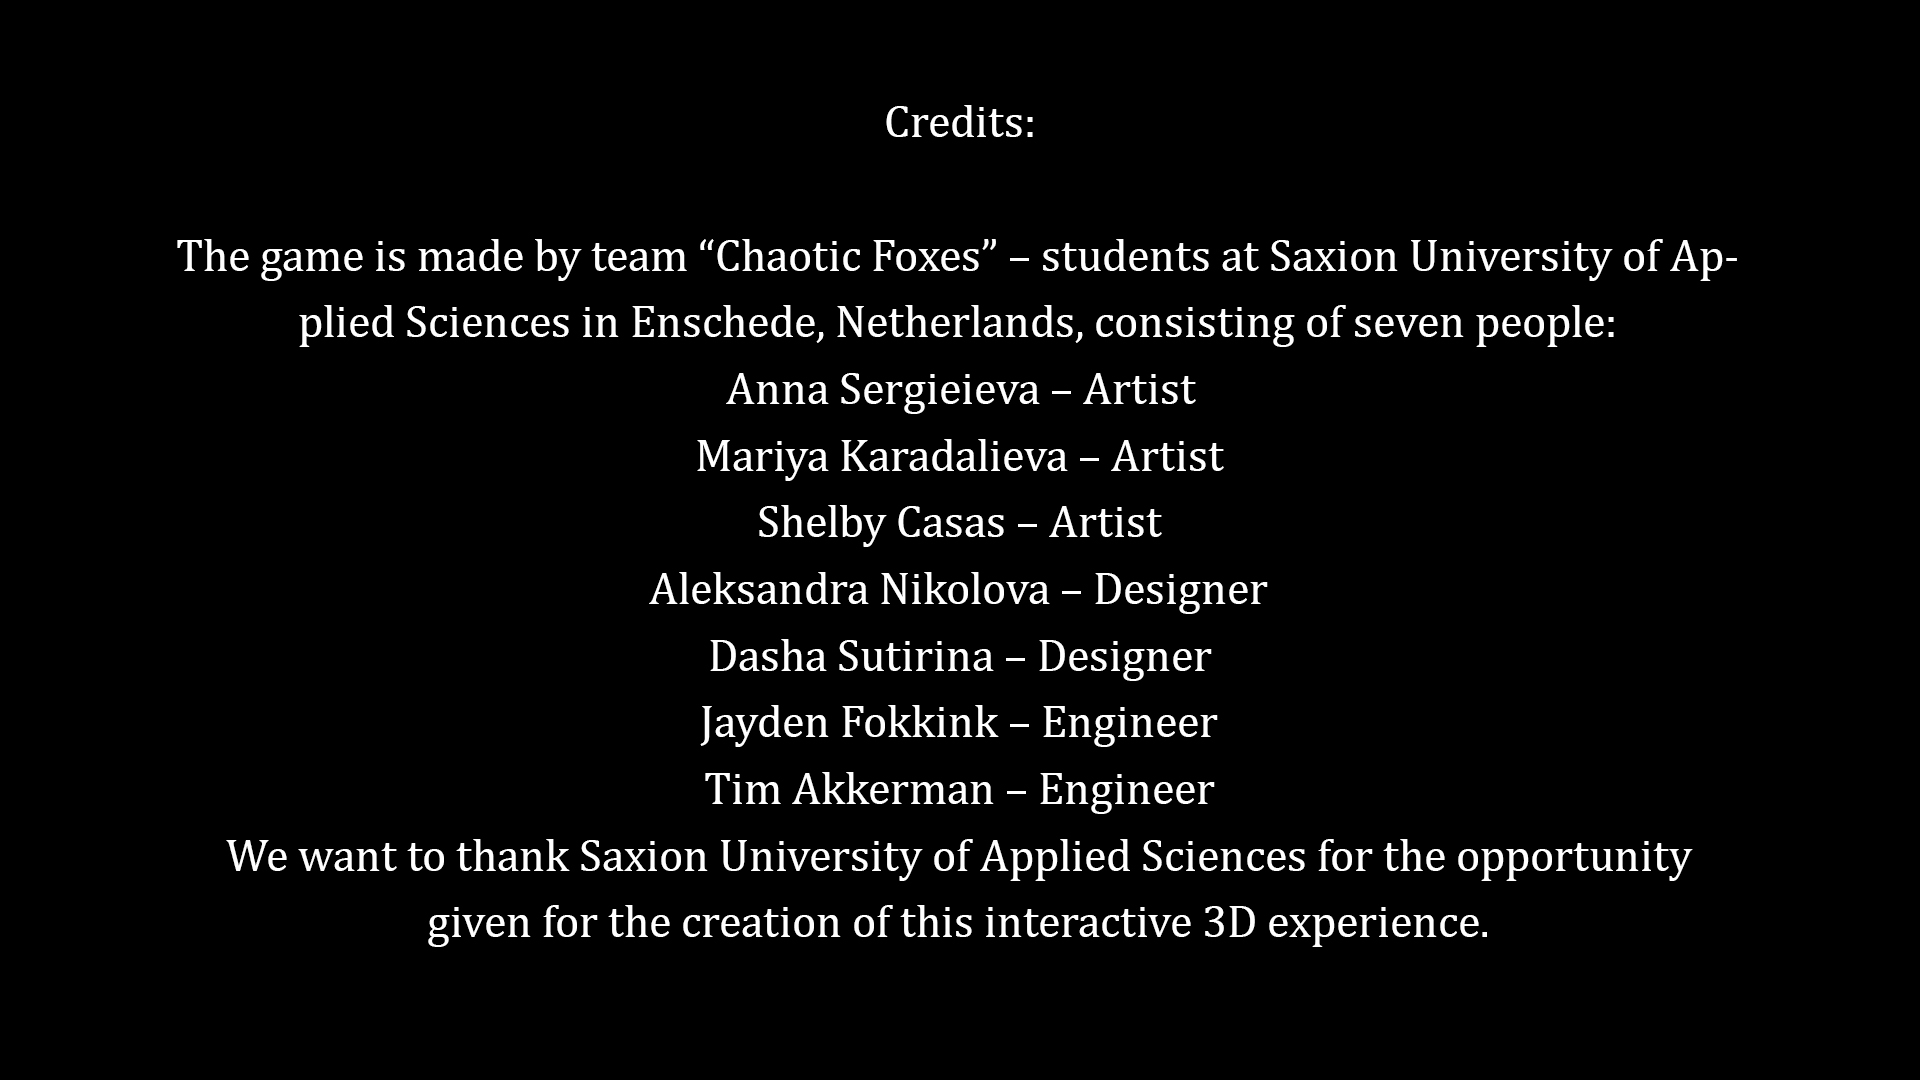 Credits:
The game is made by team “Chaotic Foxes” – students at Saxion University of Ap-
plied Sciences in Enschede, Netherlands, consisting of seven people:
Anna Sergieieva – Artist
Mariya Karadalieva – Artist
Shelby Casas – Artist
Aleksandra Nikolova – Designer
Dasha Sutirina – Designer
Jayden Fokkink – Engineer
Tim Akkerman – Engineer
We want to thank Saxion University of Applied Sciences for the opportunity
given for the creation of this interactive 3D experience.